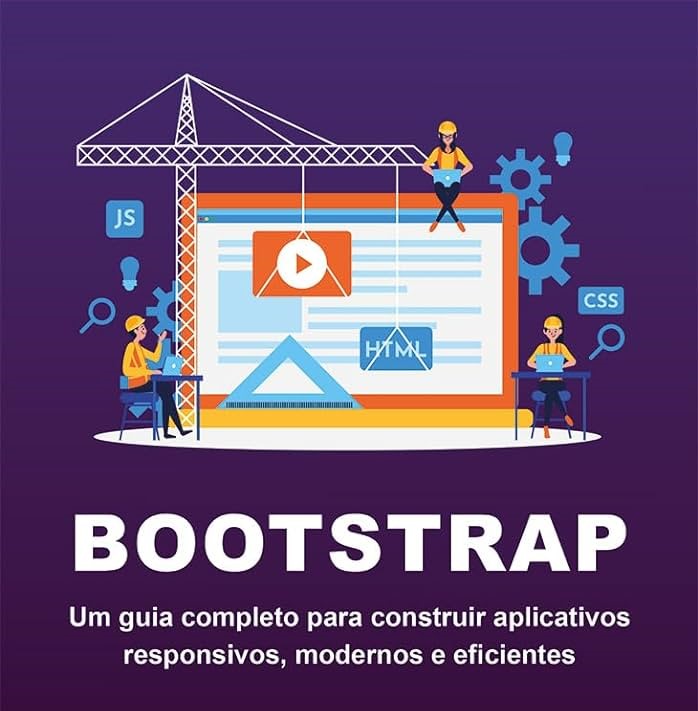 JS
CSS
HTML
BOOTSTRAP
Um guia completo para construir aplicativos
responsivos, modernos e eficientes